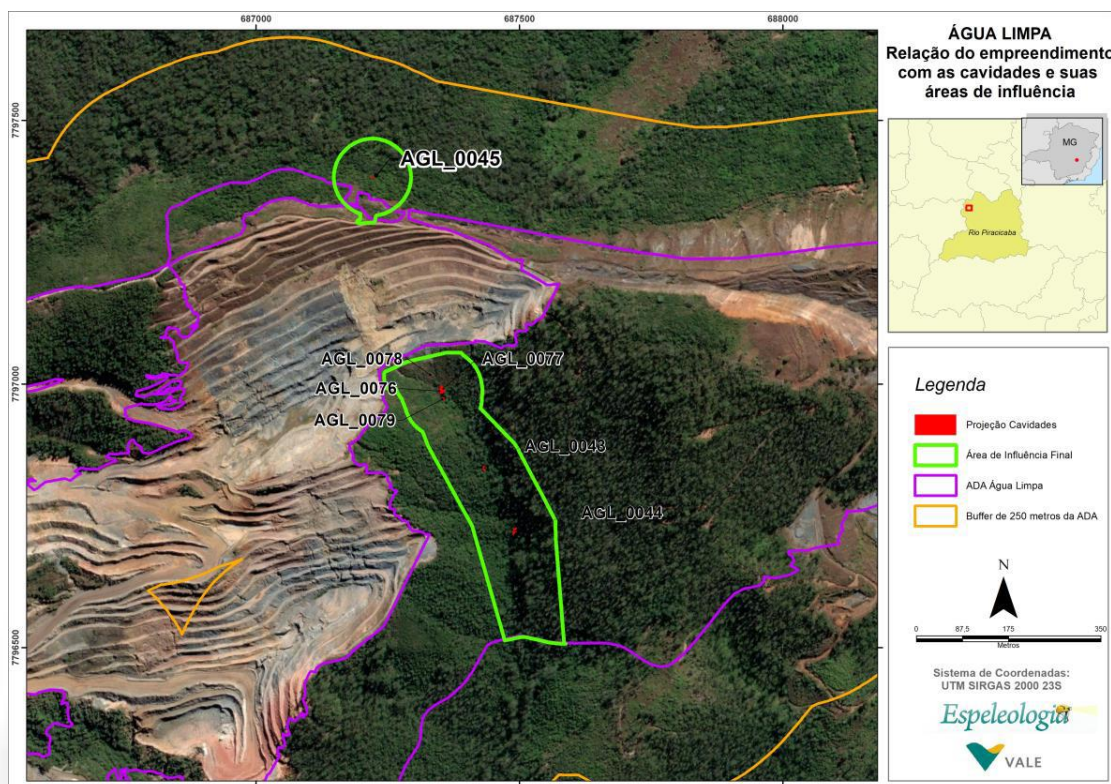 687000
687500
688000
7797500
7797000
7796500
AGL_0045
AGL_0078
AGL_0077
AGL_0076
AGL_0079
AGL_0043
AGL_0044
ÁGUA LIMPA
Relação do empreendimento
com as cavidades e suas
áreas de influência
MG
Rio Piracicaba
Legenda
Projeção Cavidades
Área de Influência Final
ADA Água Limpa
Buffer de 250 metros da ADA
N
0 87,5 175 350
Metros
Sistema de Coordenadas:
UTM SIRGAS 2000 23S
Espeleologia
VALE